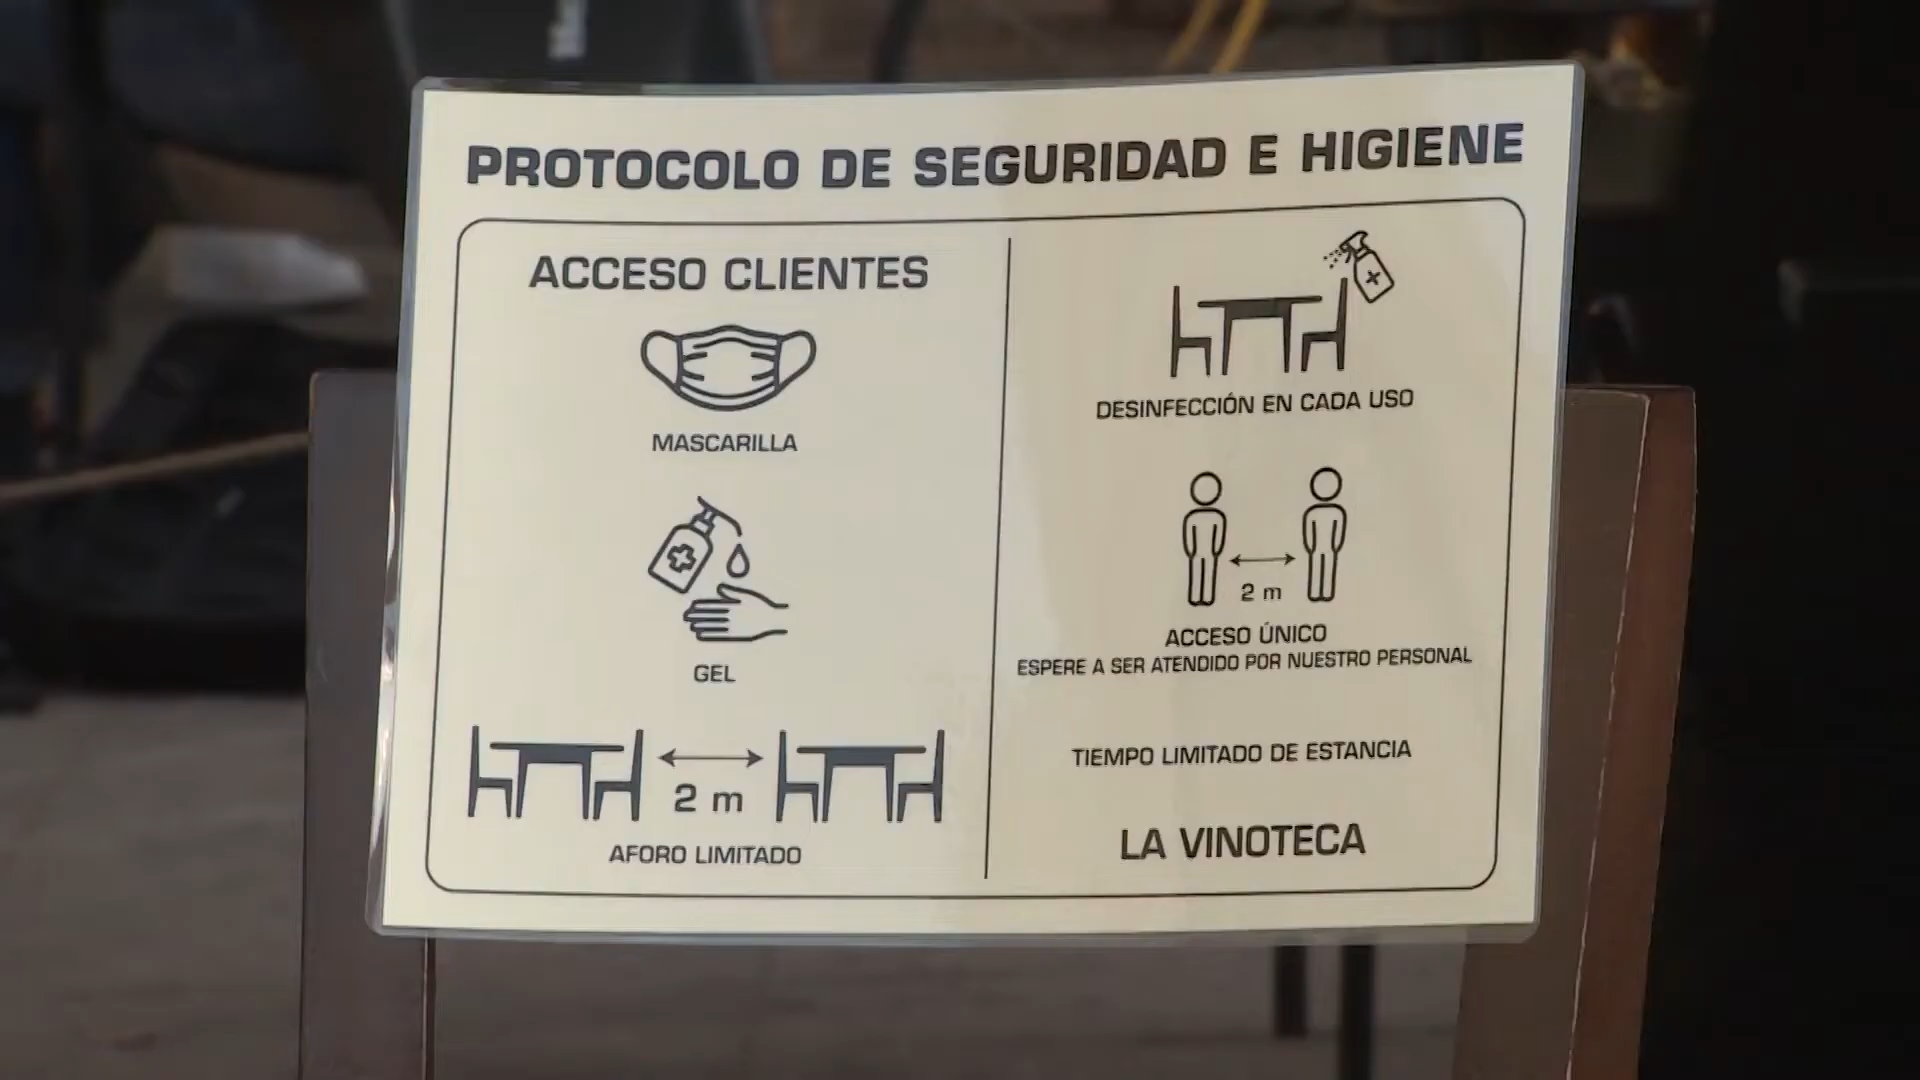 PROTOCOLO DE SEGURIDAD E HIGIENE
ACCESO CLIENTES
MASCARILLA
GEL
2 m
AFORO LIMITADO
DESINFECCIÓN EN CADA USO
2 m
ACCESO ÚNICO
ESPERE A SER ATENDIDO POR NUESTRO PERSONAL
TIEMPO LIMITADO DE ESTANCIA
LA VINOTECA